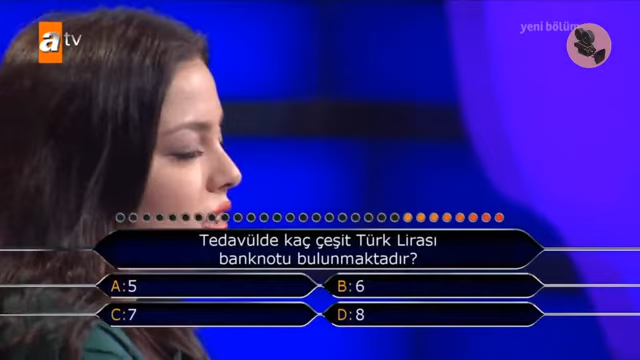 atv
yeni bölüm
Tedavülde kaç çeşit Türk Lirası
banknotu bulunmaktadır?
A: 5
B: 6
C: 7
D: 8